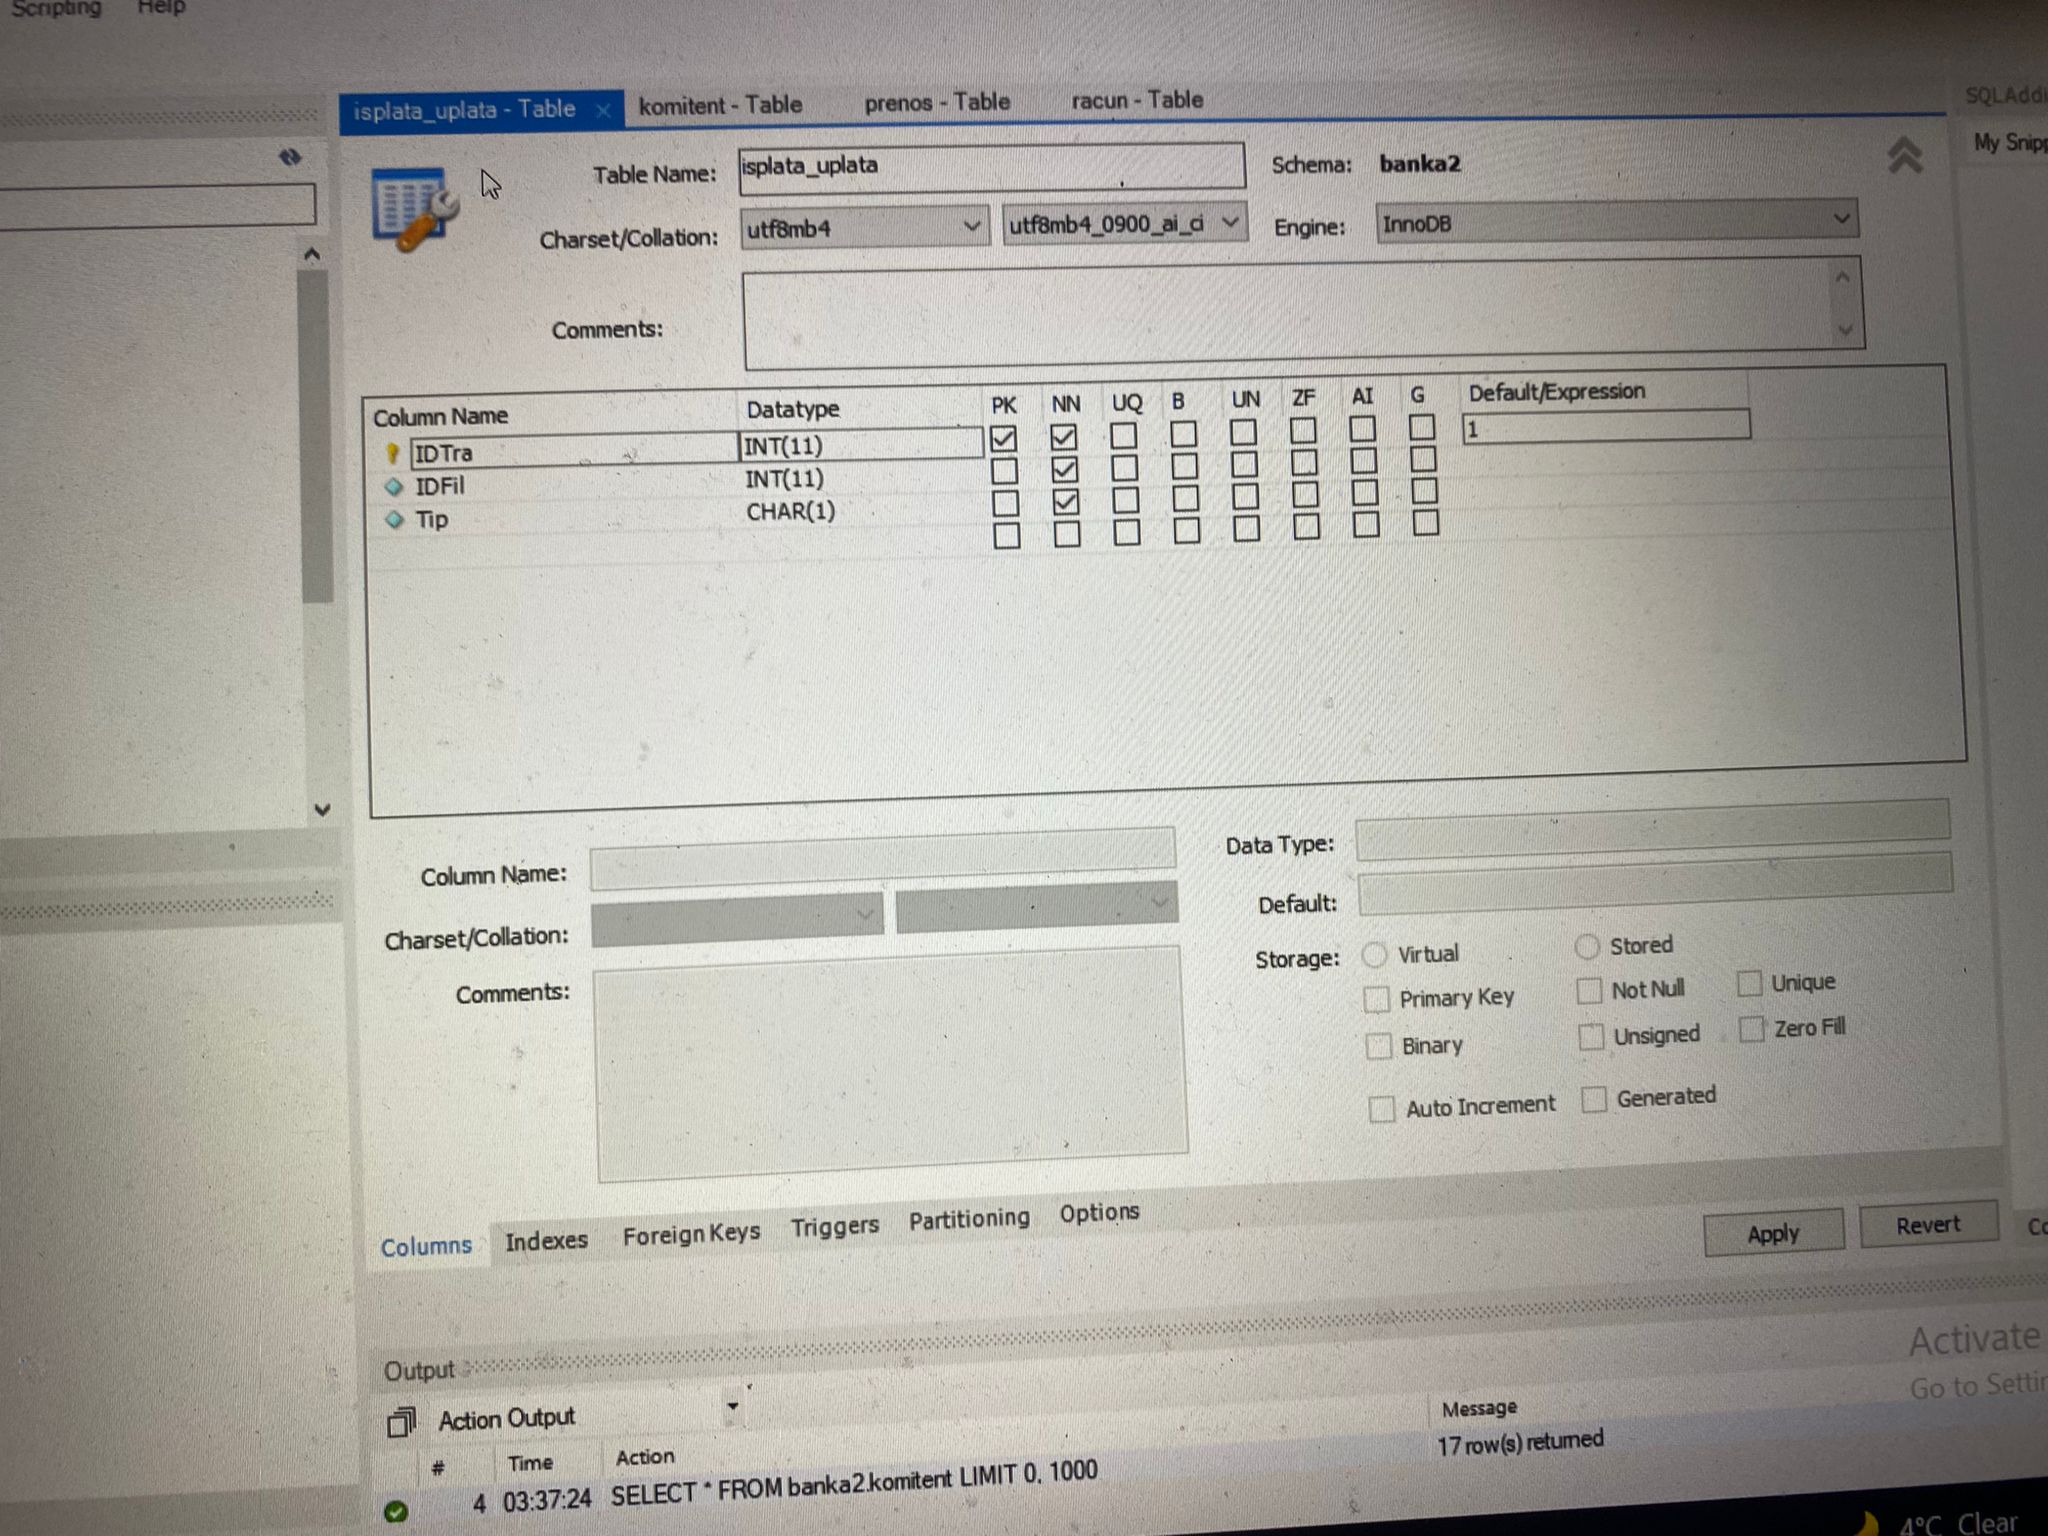 Scripting Help
isplata_uplata - Table × komitent - Table prenos - Table racun - Table
SQLAddi
My Snipp
Table Name: isplata_uplata Schema: banka2
Charset/Collation: utf8mb4 utf8mb4_0900_ai_ci Engine: InnoDB
Comments:
Column Name Datatype PK NN UQ B UN ZF AI G Default/Expression
IDTra INT(11) 1
IDFil INT(11)
Tip CHAR(1)
Column Name: Data Type:
Charset/Collation: Default:
Comments: Storage: Virtual Stored
Primary Key Not Null Unique
Binary Unsigned Zero Fill
Auto Increment Generated
Columns Indexes Foreign Keys Triggers Partitioning Options
Apply Revert Co
Activate
Go to Settin
Output
Action Output
# Time Action Message
4 03:37:24 SELECT * FROM banka2.komitent LIMIT 0, 1000 17 row(s) returned
4°C Clear